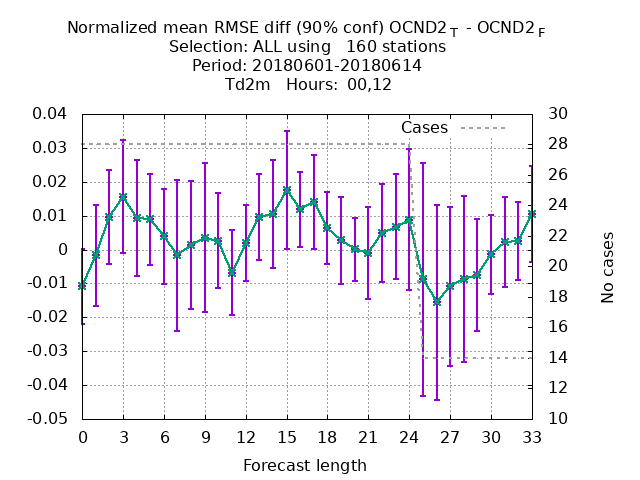 Normalized mean RMSE diff (90% conf) OCND2 T - OCND2 F
Selection: ALL using   160 stations
Period: 20180601-20180614
Td2m   Hours:  00,12
0.04
0.03
0.02
0.01
0
-0.01
-0.02
-0.03
-0.04
-0.05
Cases
30
28
26
24
22
20
18
16
14
12
10
No cases
0 3 6 9 12 15 18 21 24 27 30 33
Forecast length